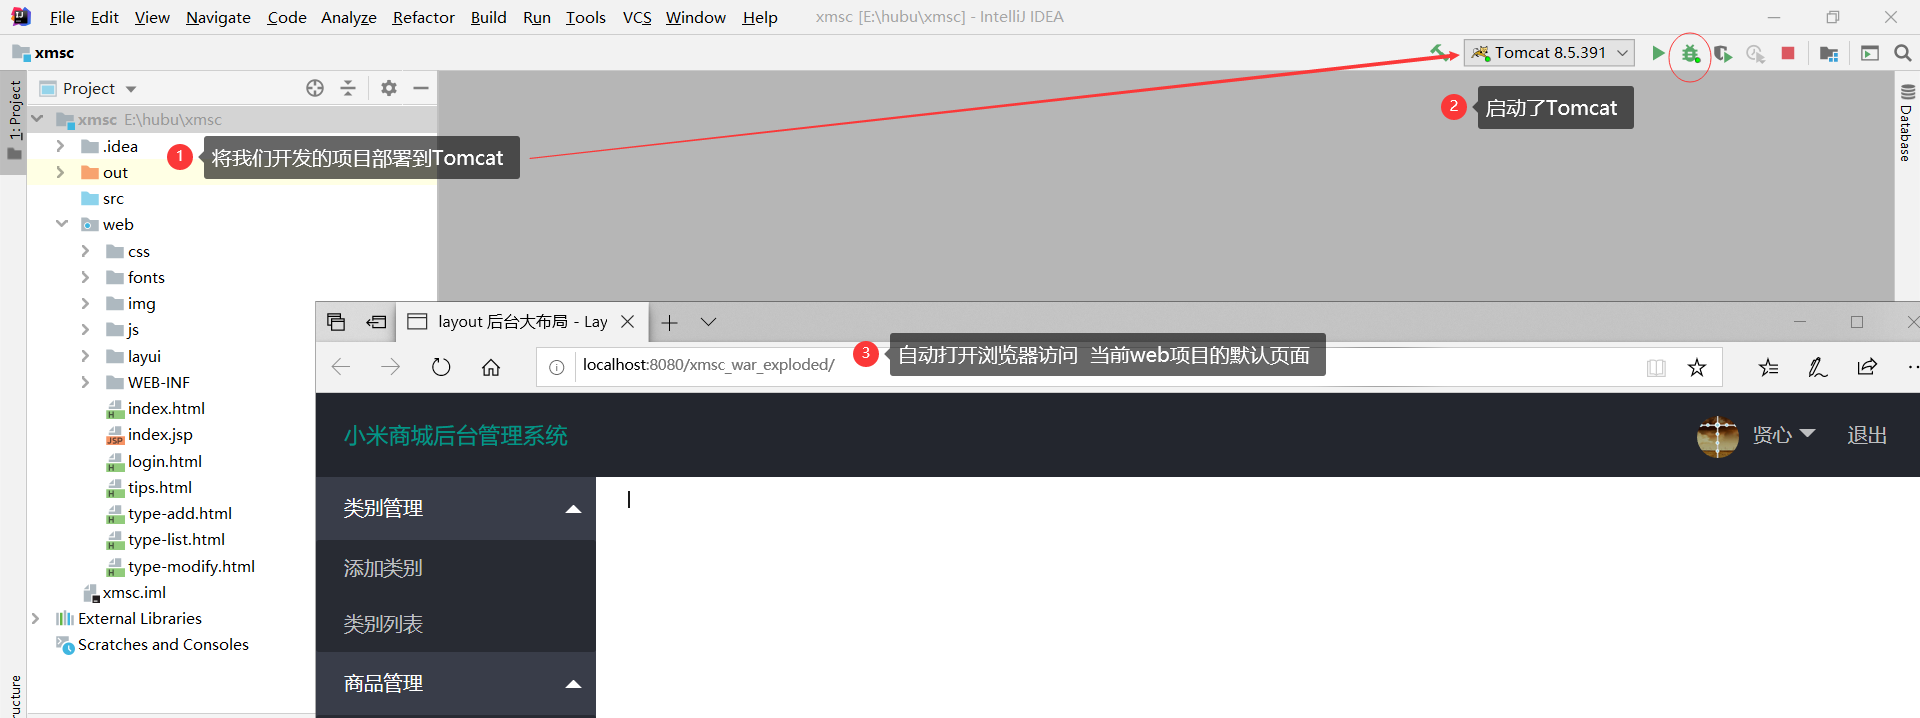 File Edit View Navigate Code Analyze Refactor Build Run Tools VCS Window Help xmsc [E:\hubu\xmsc] - IntelliJ IDEA
xmsc
Tomcat 8.5.391
1: Project
Project
2 启动了Tomcat
Database
xmsc E:\hubu\xmsc
.idea
1 将我们开发的项目部署到Tomcat
out
src
web
css
fonts
img
js
layui
WEB-INF
index.html
index.jsp
login.html
tips.html
type-add.html
type-list.html
type-modify.html
xmsc.iml
External Libraries
Scratches and Consoles
ructure
layout 后台大布局 - Lay
localhost:8080/xmsc_war_exploded/
3 自动打开浏览器访问 当前web项目的默认页面
小米商城后台管理系统
贤心
退出
类别管理
添加类别
类别列表
商品管理